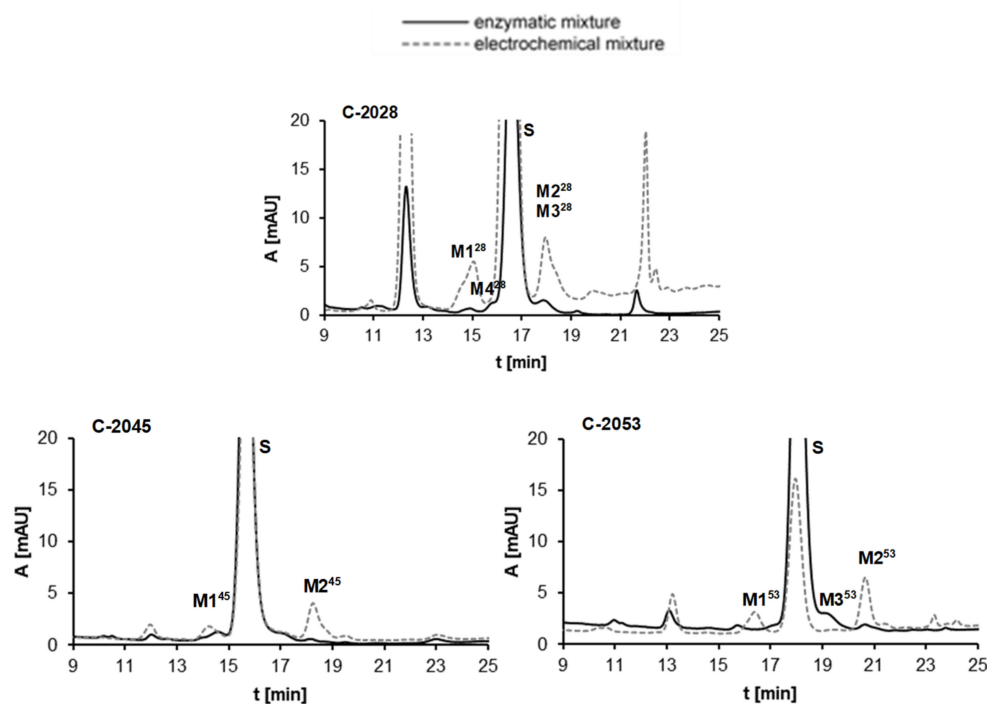 enzymatic mixture
electrochemical mixture
C-2028
20
15
10
5
0
A [mAU]
S
M1²⁸
M4²⁸
M2²⁸
M3²⁸
9 11 13 15 17 19 21 23 25
t [min]
C-2045
20
15
10
5
0
A [mAU]
S
M1⁴⁵
M2⁴⁵
9 11 13 15 17 19 21 23 25
t [min]
C-2053
20
15
10
5
0
A [mAU]
S
M1⁵³
M3⁵³
M2⁵³
9 11 13 15 17 19 21 23 25
t [min]